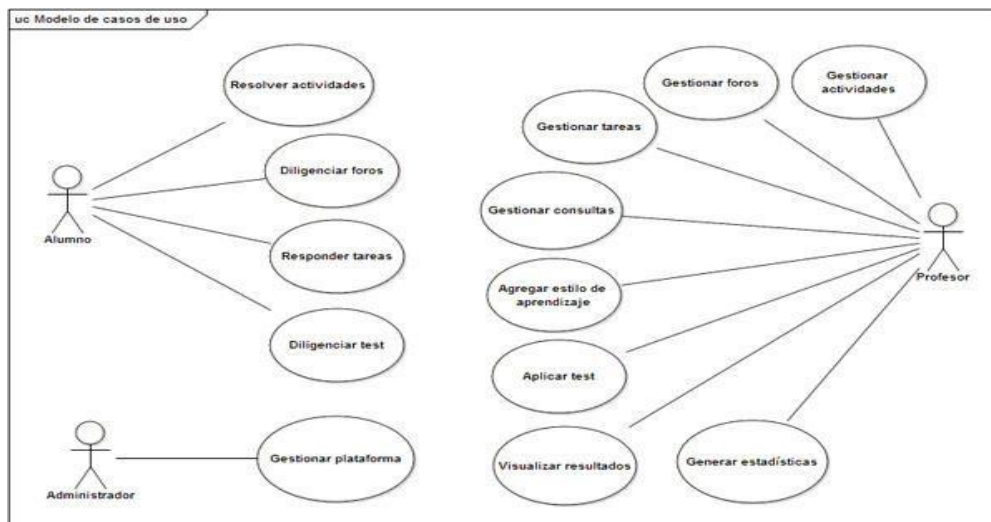 uc Modelo de casos de uso
Resolver actividades
Diligenciar foros
Alumno
Responder tareas
Diligenciar test
Gestionar plataforma
Administrador
Gestionar foros
Gestionar
actividades
Gestionar tareas
Gestionar consultas
Profesor
Agregar estilo de
aprendizaje
Aplicar test
Visualizar resultados
Generar estadísticas